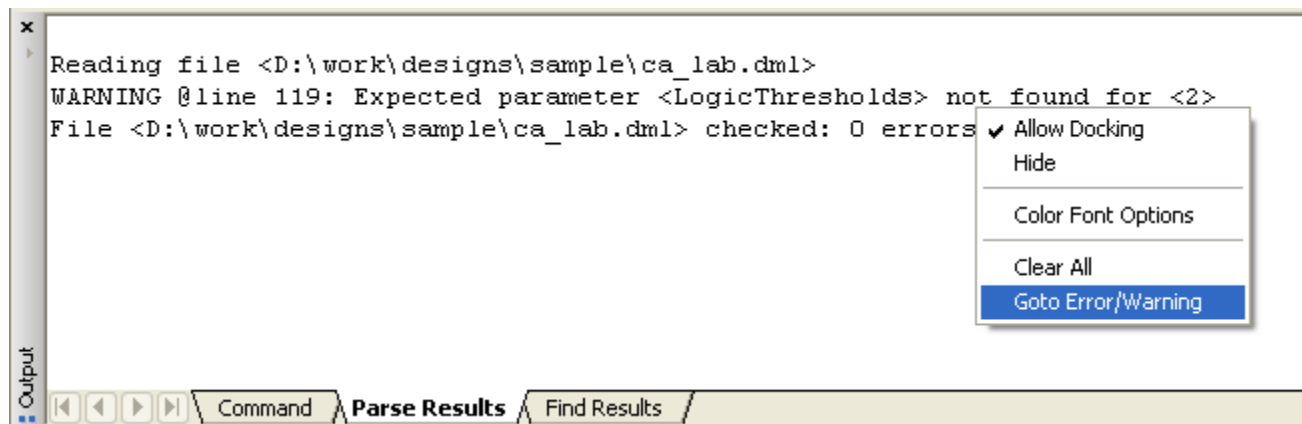 Reading file <D:\work\designs\sample\ca_lab.dml>
WARNING @line 119: Expected parameter <LogicThresholds> not found for <2>
File <D:\work\designs\sample\ca_lab.dml> checked: 0 errors
Allow Docking
Hide
Color Font Options
Clear All
Goto Error/Warning
Output
Command Parse Results Find Results